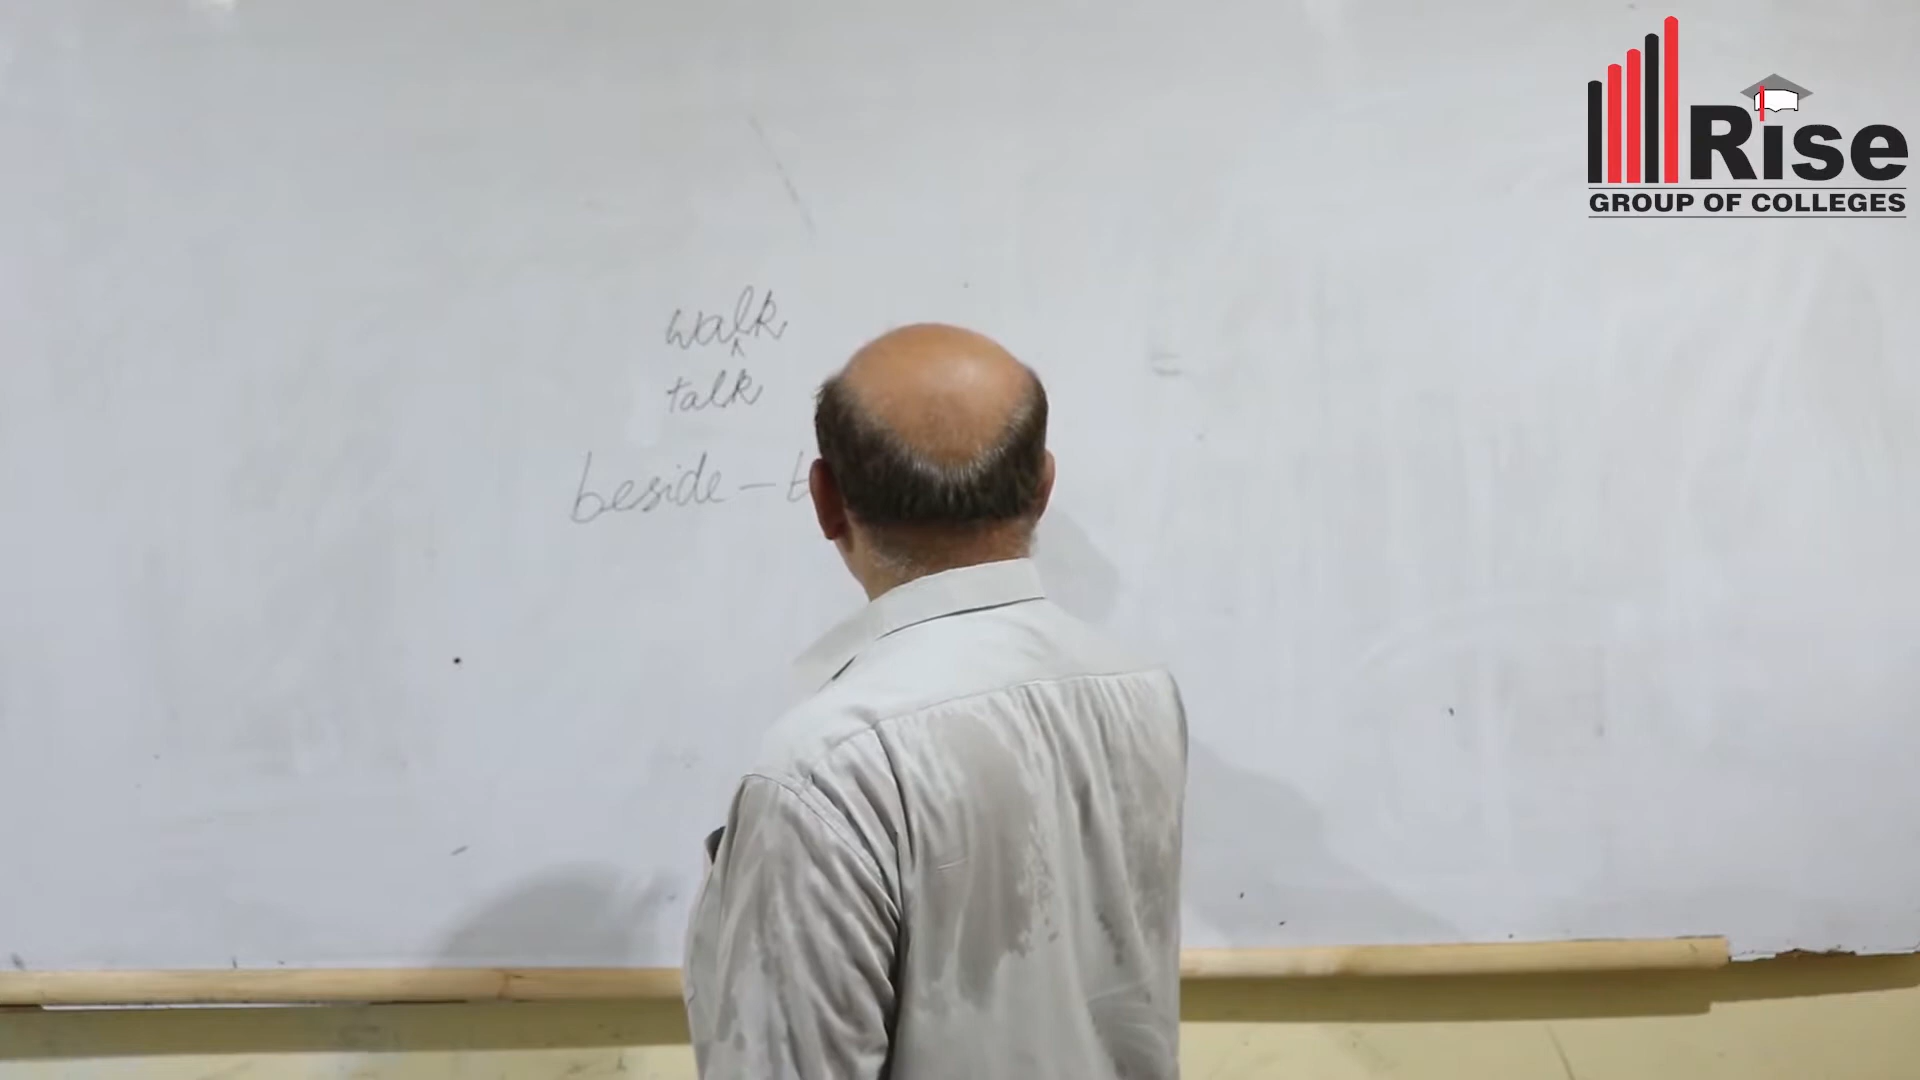 Rise
GROUP OF COLLEGES
walk
talk
beside –